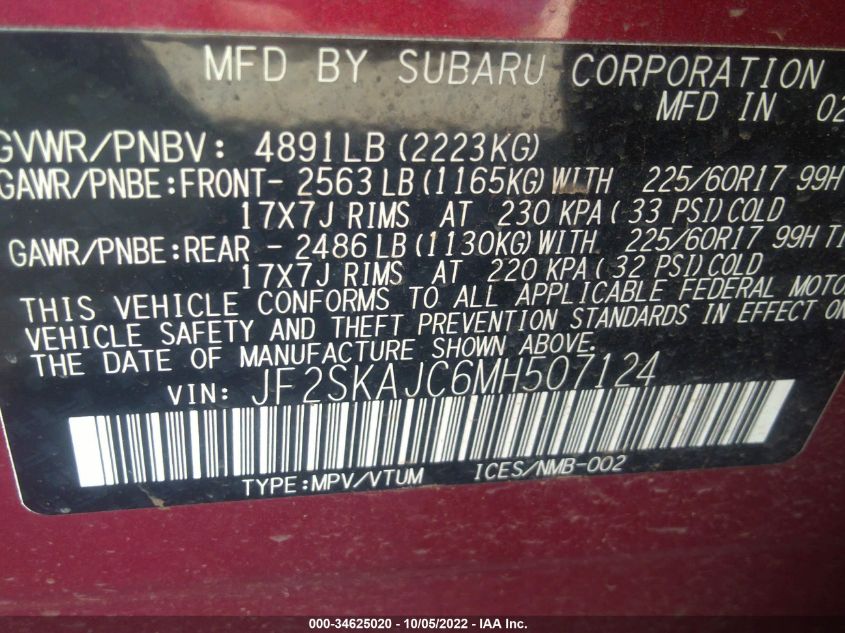 MFD BY SUBARU CORPORATION
MFD IN 02
GVWR/PNBV: 4891LB(2223KG)
GAWR/PNBE:FRONT- 2563LB(1165KG)WITH 225/60R17 99H
17X7J RIMS AT 230 KPA(33 PSI)COLD
GAWR/PNBE:REAR - 2486LB(1130KG)WITH 225/60R17 99H TI
17X7J RIMS AT 220 KPA(32 PSI)COLD
THIS VEHICLE CONFORMS TO ALL APPLICABLE FEDERAL MOTO
VEHICLE SAFETY AND THEFT PREVENTION STANDARDS IN EFFECT ON
THE DATE OF MANUFACTURE SHOWN ABOVE.
VIN: JF2SKAJC6MH507124
TYPE:MPV/VTUM ICES/NMB-002
000-34625020 - 10/05/2022 - IAA Inc.